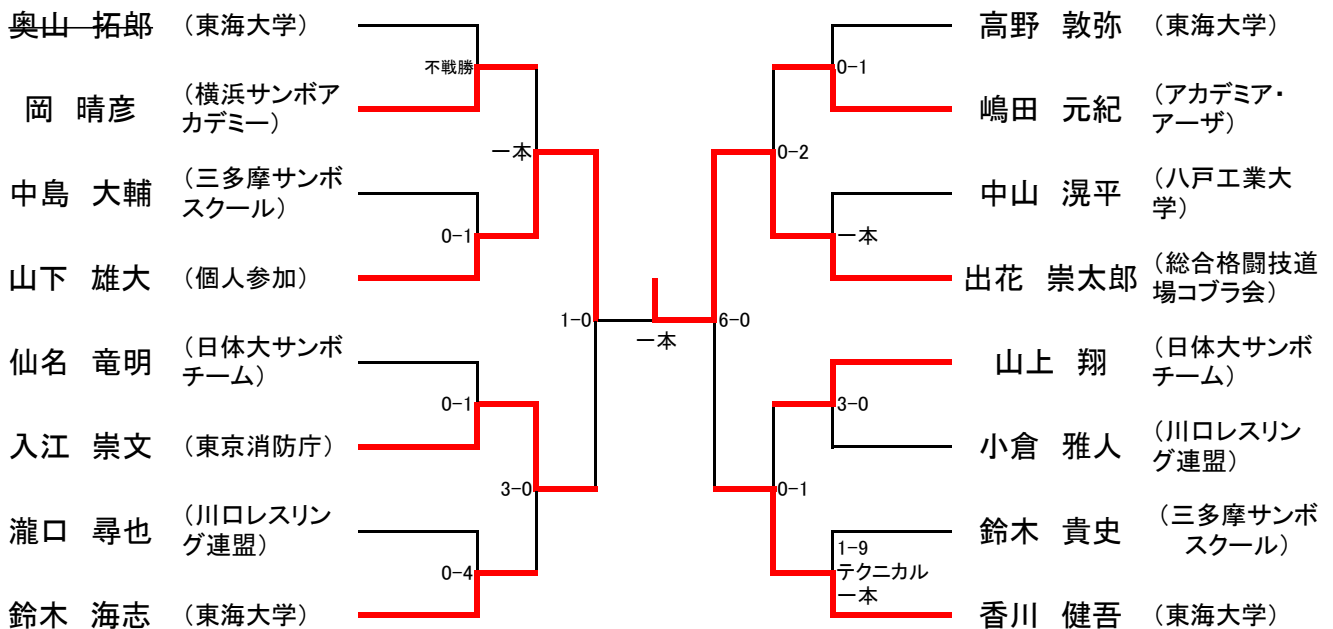 奥山 拓郎 （東海大学）
不戦勝
岡 晴彦 （横浜サンボア
カデミー）
一本
中島 大輔 （三多摩サンボ
スクール）
0-1
山下 雄大 （個人参加）
1-0
仙名 竜明 （日体大サンボ
チーム）
0-1
入江 崇文 （東京消防庁）
3-0
瀧口 尋也 （川口レスリン
グ連盟）
0-4
鈴木 海志 （東海大学）
一本
高野 敦弥 （東海大学）
0-1
嶋田 元紀 （アカデミア・
アーザ）
0-2
中山 滉平 （八戸工業大
学）
一本
出花 崇太郎 （総合格闘技道
場コブラ会）
6-0
山上 翔 （日体大サンボ
チーム）
3-0
小倉 雅人 （川口レスリン
グ連盟）
0-1
鈴木 貴史 （三多摩サンボ
スクール）
1-9
テクニカル
一本
香川 健吾 （東海大学）